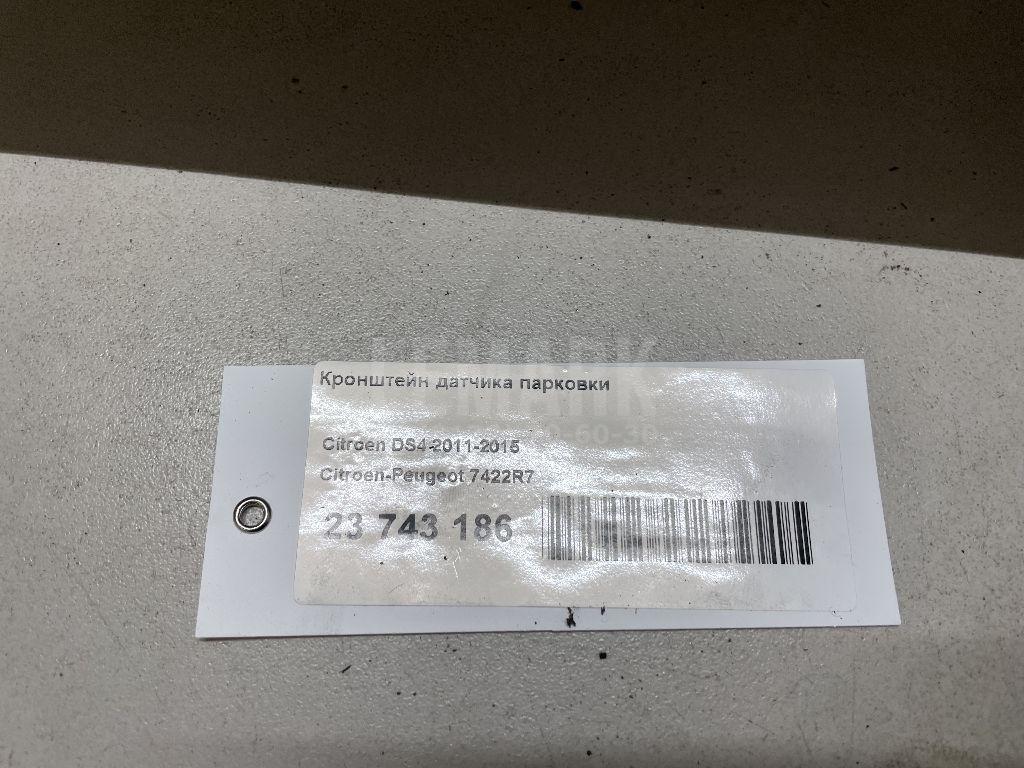 Кронштейн датчика парковки
Citroen DS4 2011-2015
Citroen-Peugeot 7422R7
23 743 186